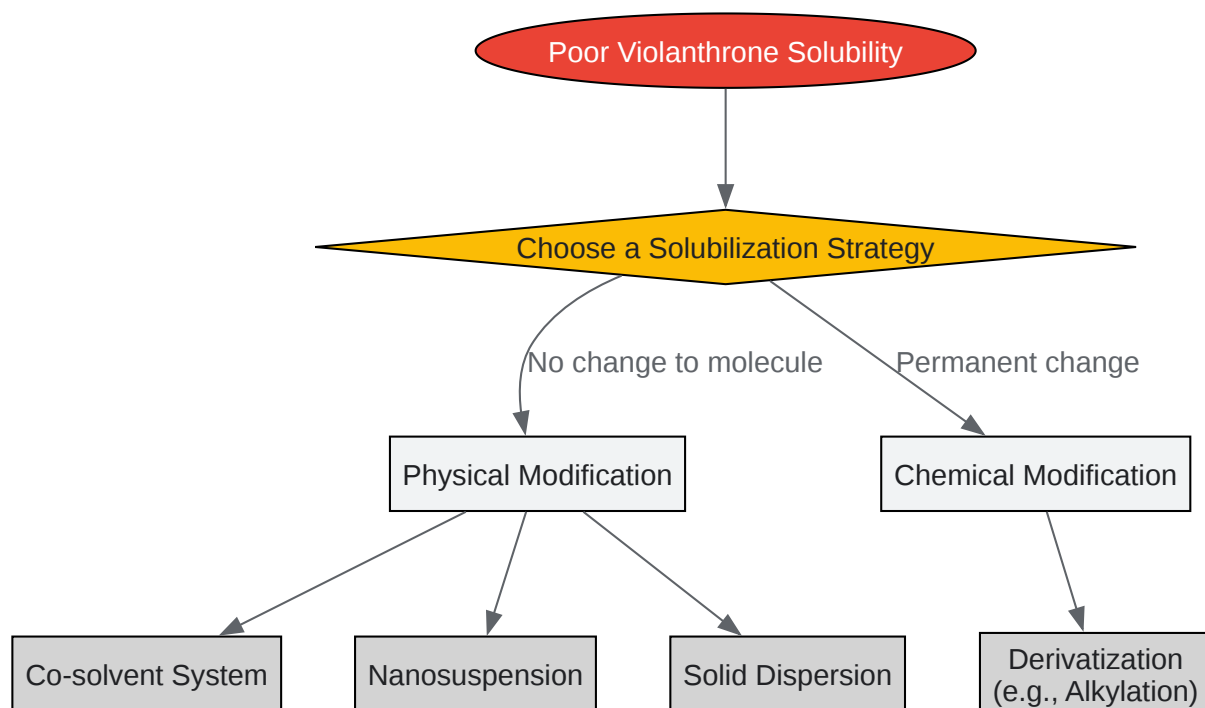 Poor Violanthrone Solubility
Choose a Solubilization Strategy
No change to molecule
Permanent change
Physical Modification
Chemical Modification
Co-solvent System
Nanosuspension
Solid Dispersion
Derivatization
(e.g., Alkylation)